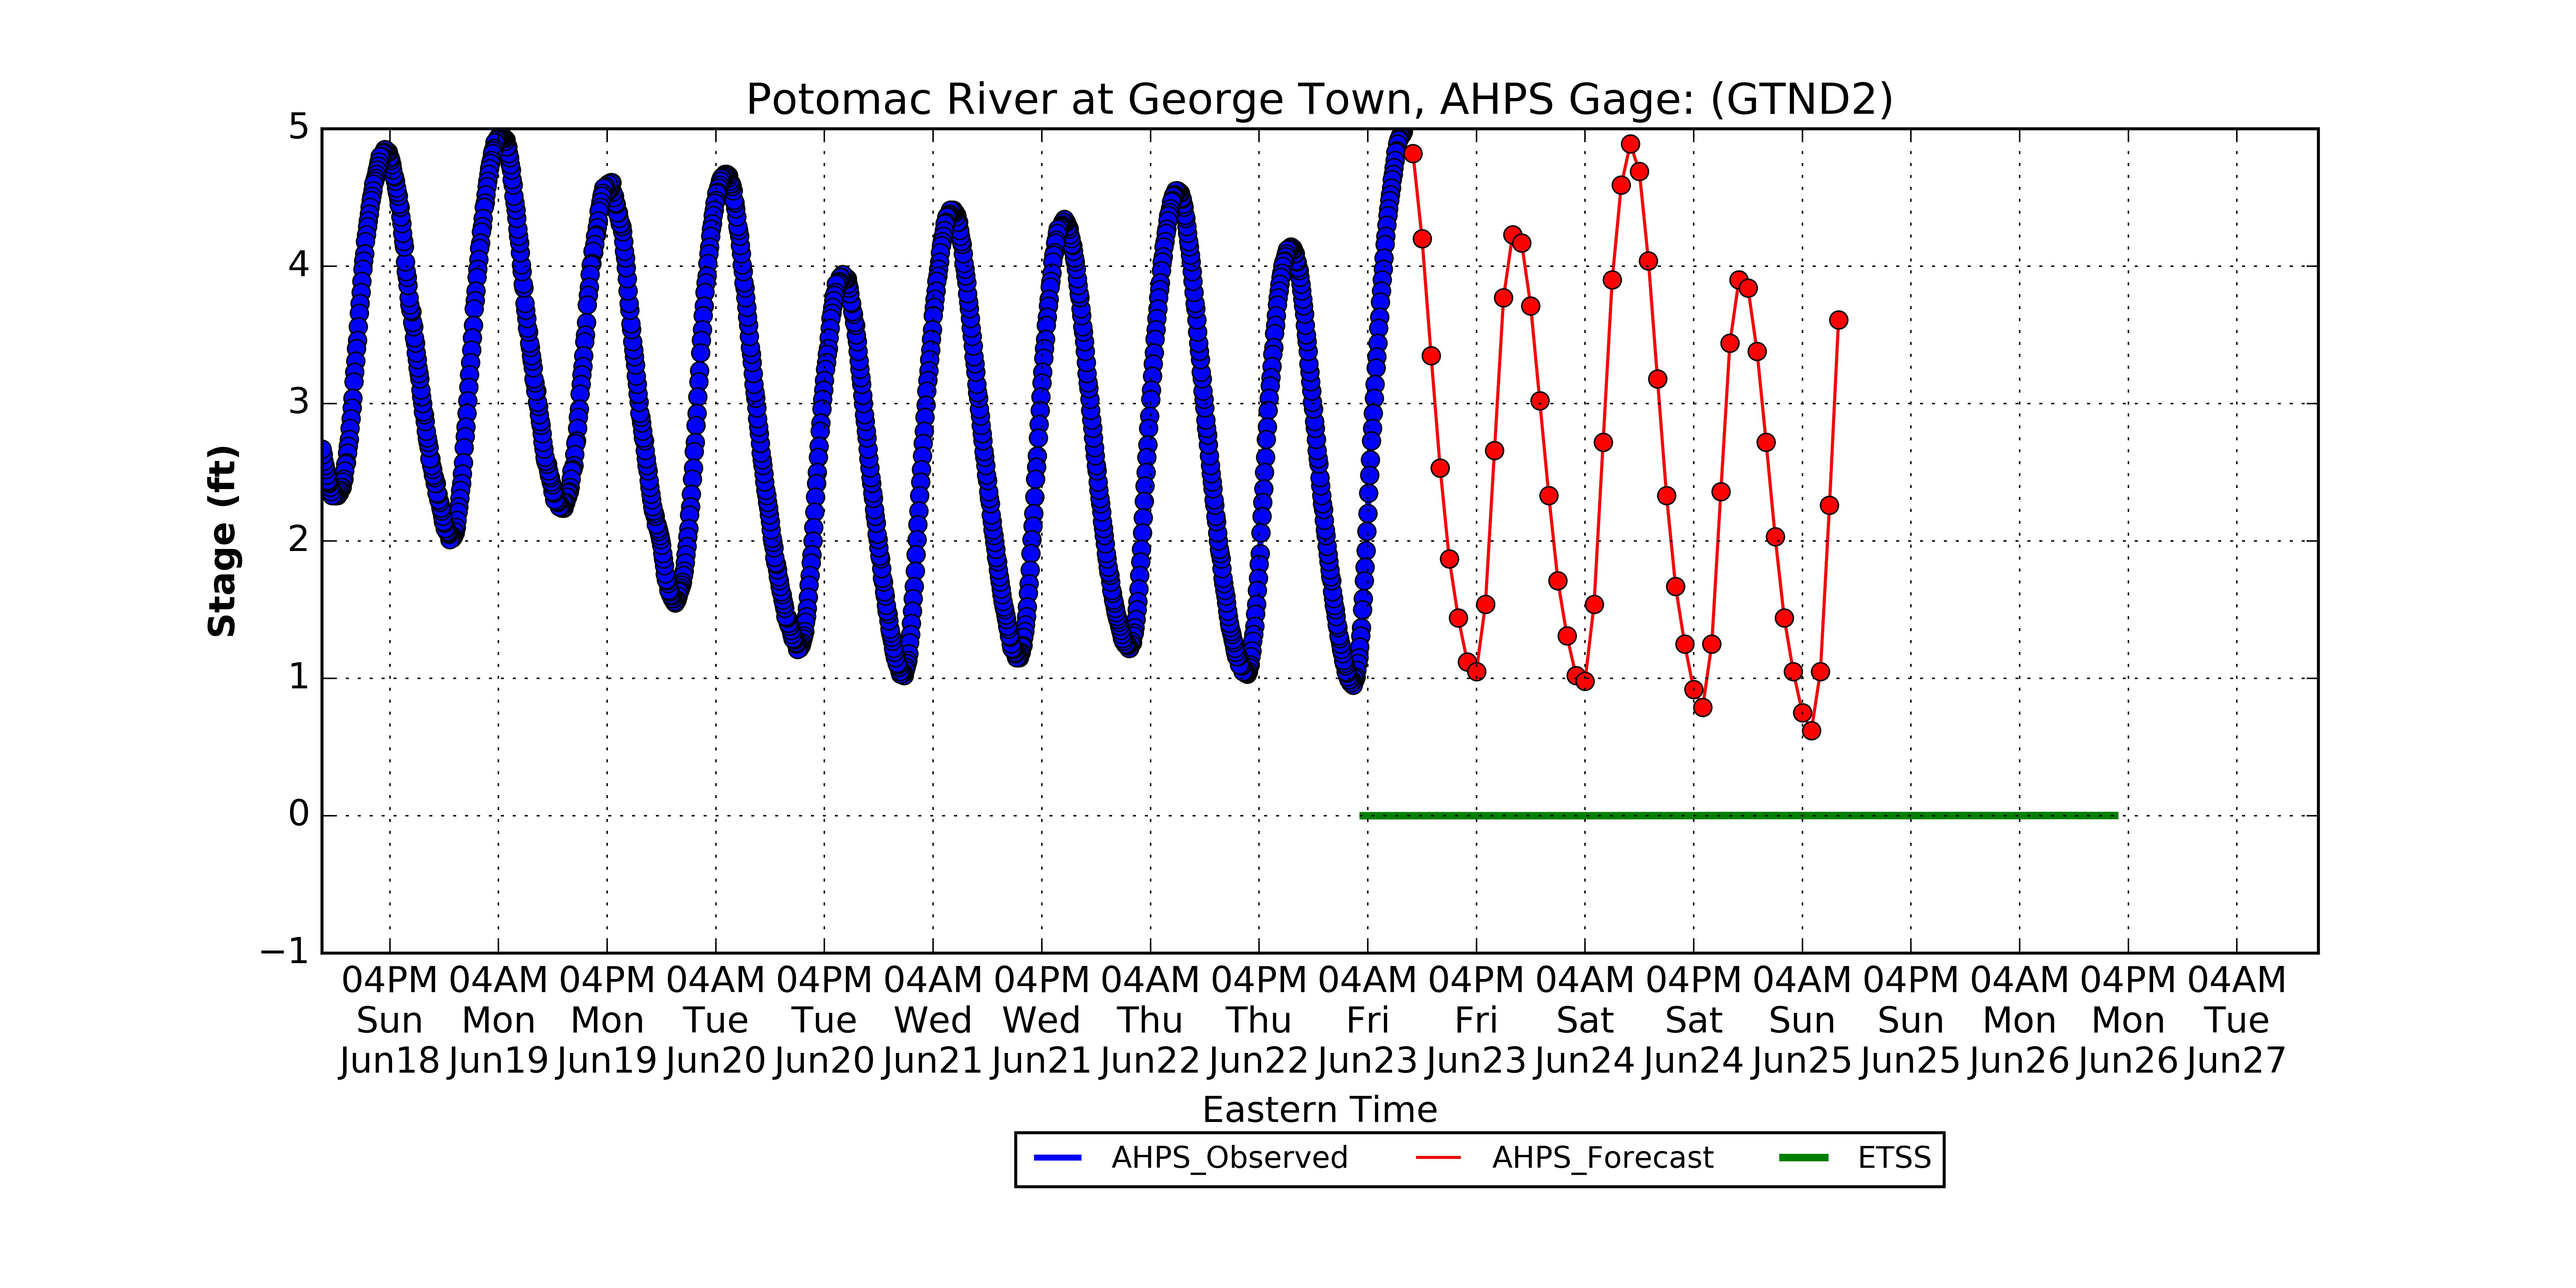 Potomac River at George Town, AHPS Gage: (GTND2)
5
4
3
2
1
0
−1
Stage (ft)
04PM 04AM 04PM 04AM 04PM 04AM 04PM 04AM 04PM 04AM 04PM 04AM 04PM 04AM 04PM 04AM 04PM 04AM
Sun Mon Mon Tue Tue Wed Wed Thu Thu Fri Fri Sat Sat Sun Sun Mon Mon Tue
Jun18 Jun19 Jun19 Jun20 Jun20 Jun21 Jun21 Jun22 Jun22 Jun23 Jun23 Jun24 Jun24 Jun25 Jun25 Jun26 Jun26 Jun27
Eastern Time
AHPS_Observed AHPS_Forecast ETSS